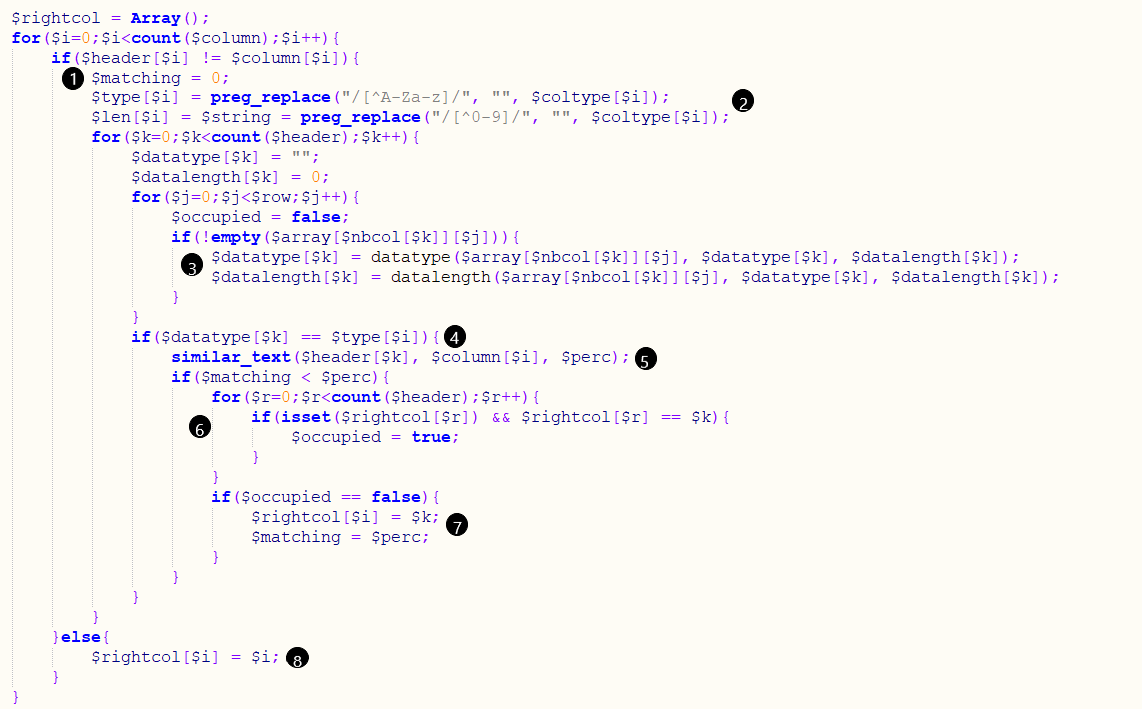 $rightcol = Array();
for($i=0;$i<count($column);$i++){
if($header[$i] != $column[$i]){
1 $matching = 0;
$type[$i] = preg_replace("/[^A-Za-z]/", "", $coltype[$i]); 2
$len[$i] = $string = preg_replace("/[^0-9]/", "", $coltype[$i]);
for($k=0;$k<count($header);$k++){
$datatype[$k] = "";
$datalength[$k] = 0;
for($j=0;$j<$row;$j++){
$occupied = false;
if(!empty($array[$nbcol[$k]][$j])){
3 $datatype[$k] = datatype($array[$nbcol[$k]][$j], $datatype[$k], $datalength[$k]);
$datalength[$k] = datalength($array[$nbcol[$k]][$j], $datatype[$k], $datalength[$k]);
}
}
if($datatype[$k] == $type[$i]){ 4
similar_text($header[$k], $column[$i], $perc); 5
if($matching < $perc){
for($r=0;$r<count($header);$r++){
6 if(isset($rightcol[$r]) && $rightcol[$r] == $k){
$occupied = true;
}
}
if($occupied == false){
$rightcol[$i] = $k; 7
$matching = $perc;
}
}
}
}
}else{
$rightcol[$i] = $i; 8
}
}